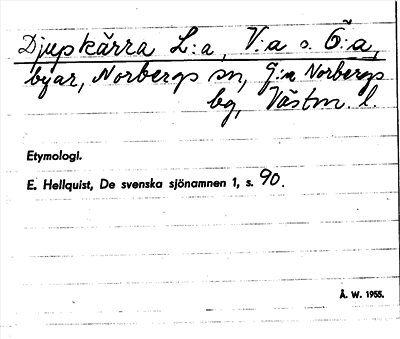 Djupkärra L:a, V:a o. Ö:a,
byar, Norbergs sn, G:a Norbergs
bg, Västm. l.
Etymologi.
E. Hellquist, De svenska sjönamnen 1, s. 90.
Å. W. 1955.